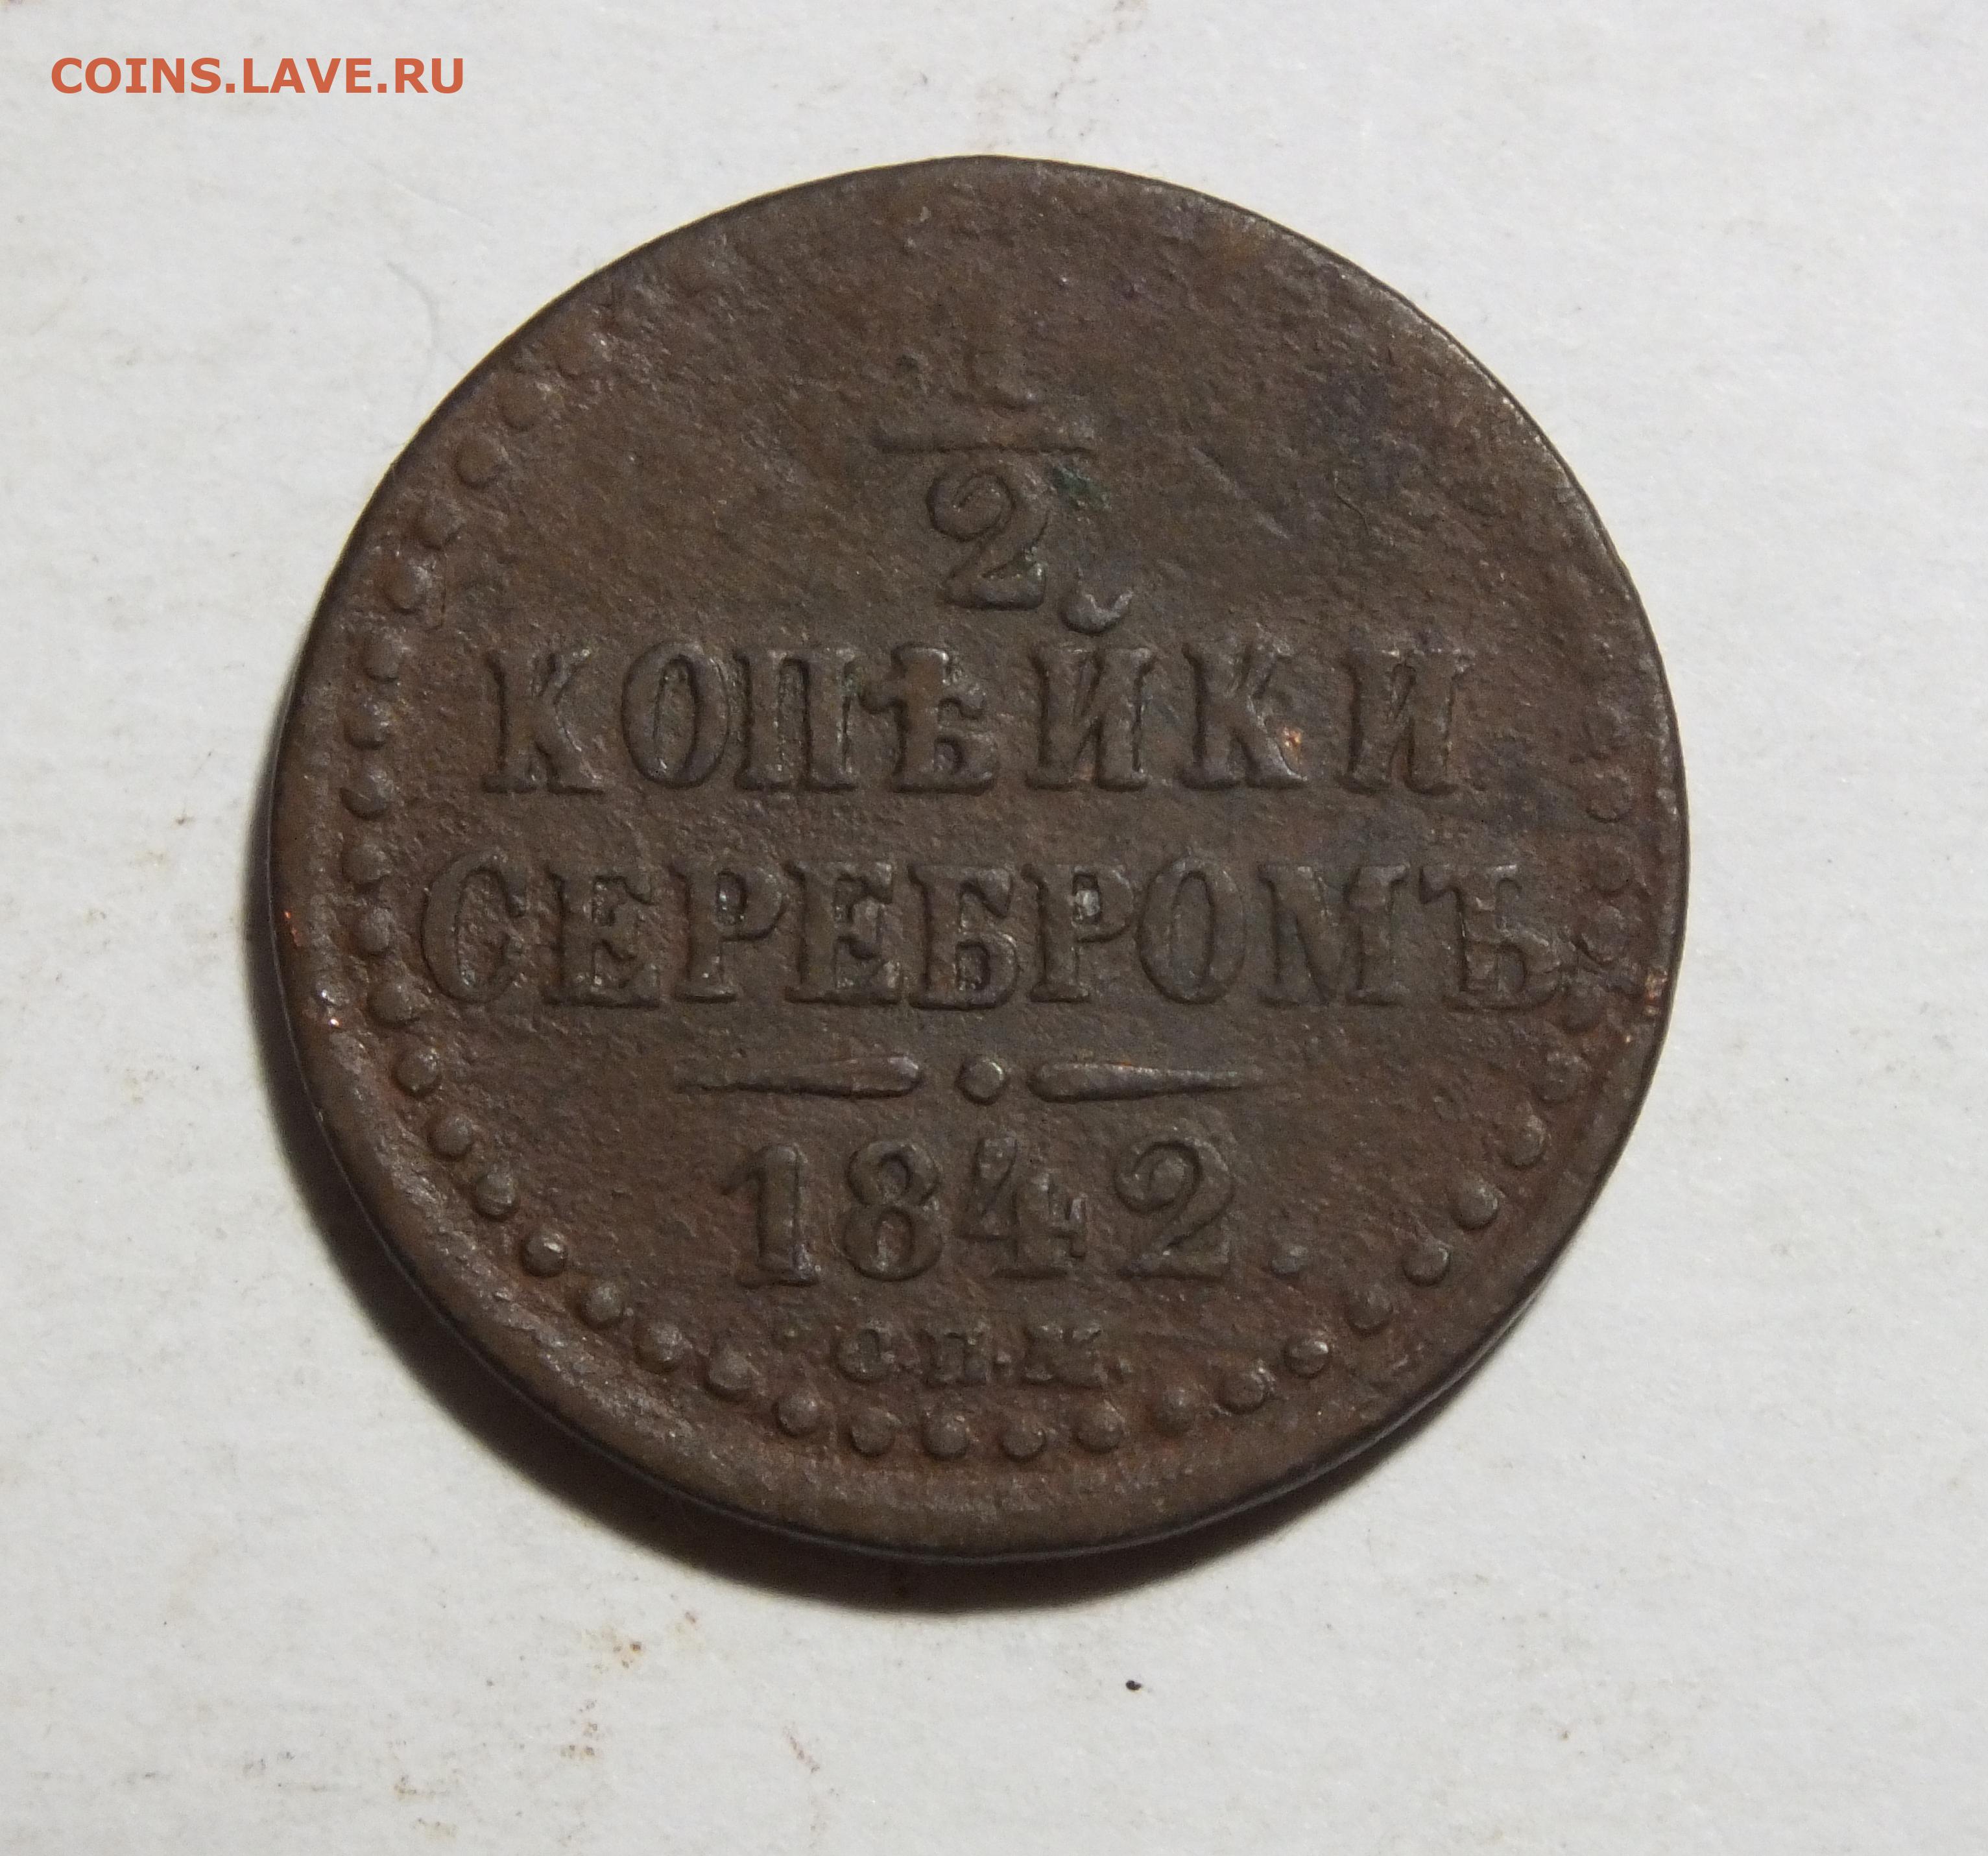 COINS.LAVE.RU
1
2
КОПѢЙКИ
СЕРЕБРОМЪ
1842.
С.П.М.